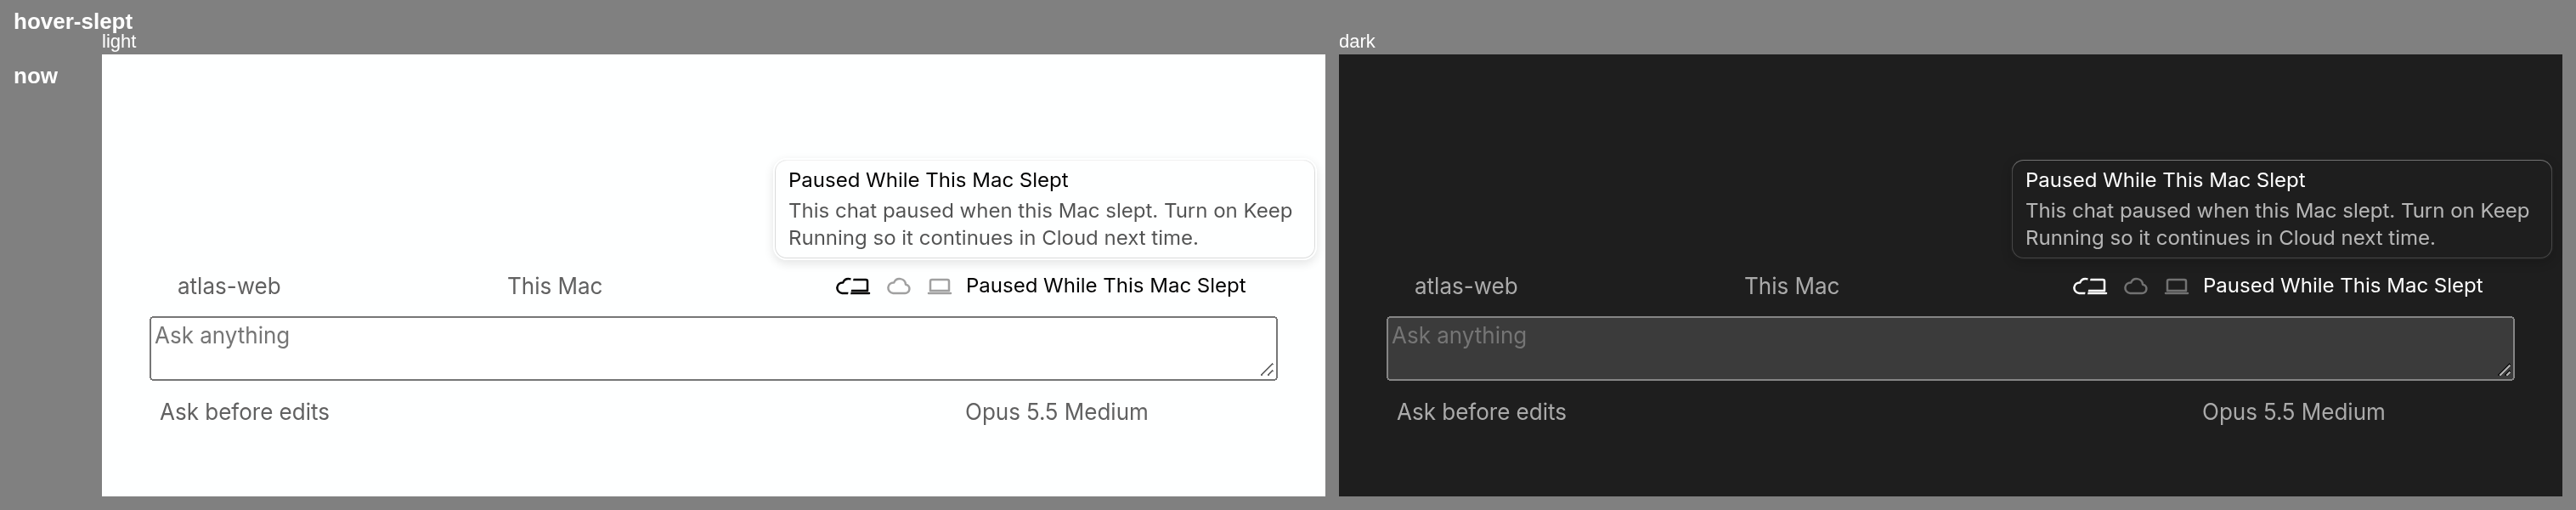 hover-slept
light
dark
now
Paused While This Mac Slept
This chat paused when this Mac slept. Turn on Keep
Running so it continues in Cloud next time.
atlas-web
This Mac
Paused While This Mac Slept
Ask anything
Ask before edits
Opus 5.5 Medium
Paused While This Mac Slept
This chat paused when this Mac slept. Turn on Keep
Running so it continues in Cloud next time.
atlas-web
This Mac
Paused While This Mac Slept
Ask anything
Ask before edits
Opus 5.5 Medium